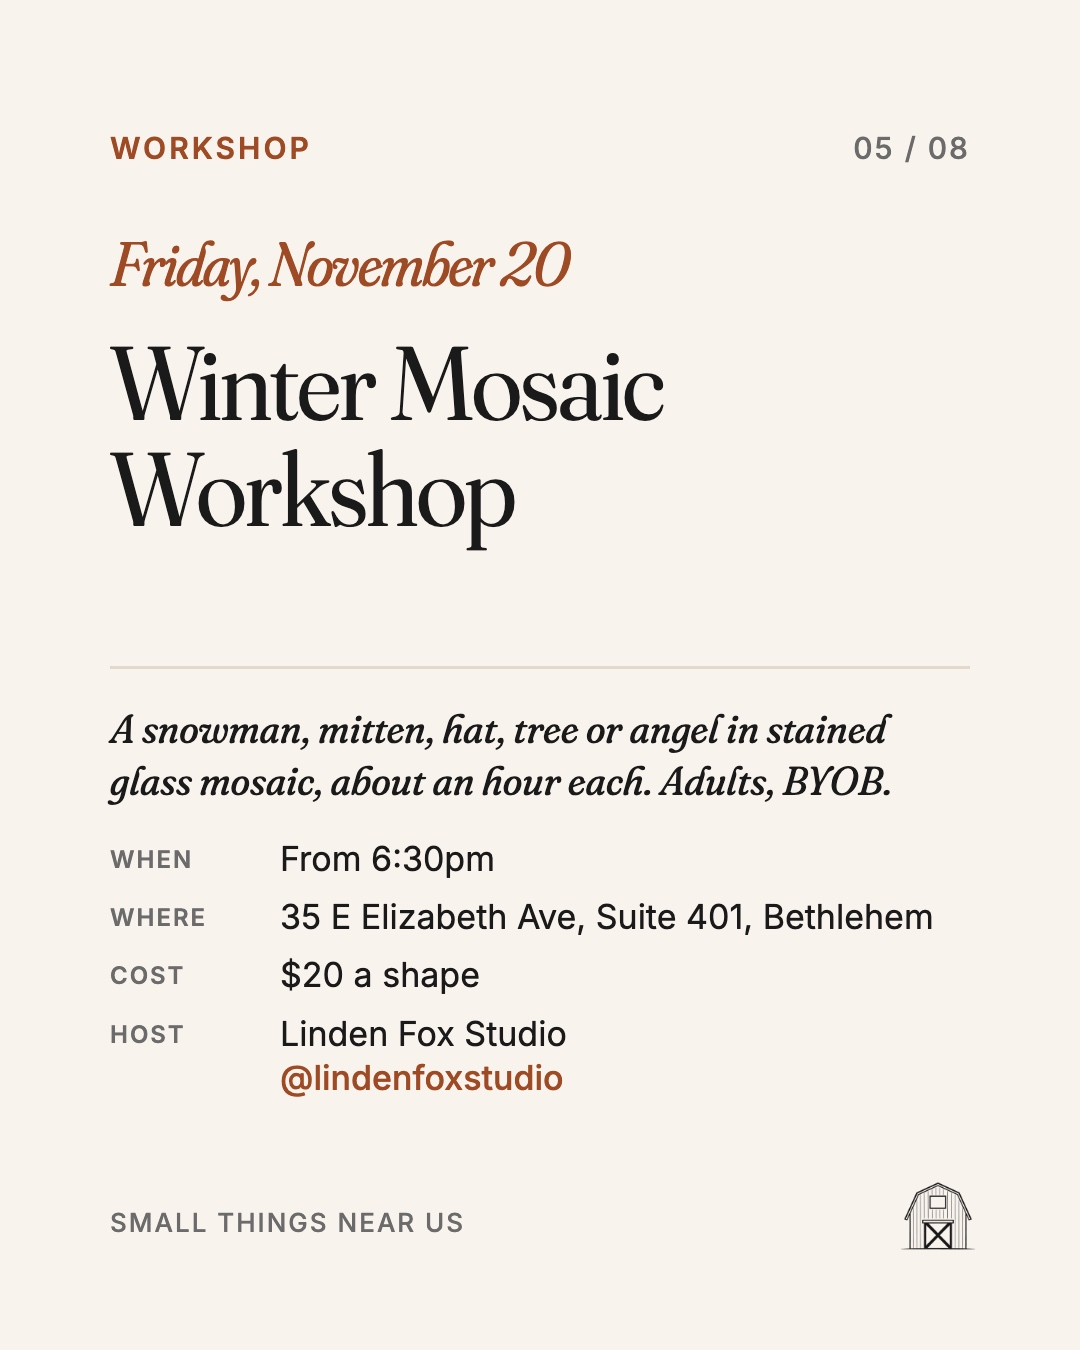 WORKSHOP
05 / 08
Friday, November 20
Winter Mosaic
Workshop
A snowman, mitten, hat, tree or angel in stained
glass mosaic, about an hour each. Adults, BYOB.
WHEN From 6:30pm
WHERE 35 E Elizabeth Ave, Suite 401, Bethlehem
COST $20 a shape
HOST Linden Fox Studio
@lindenfoxstudio
SMALL THINGS NEAR US